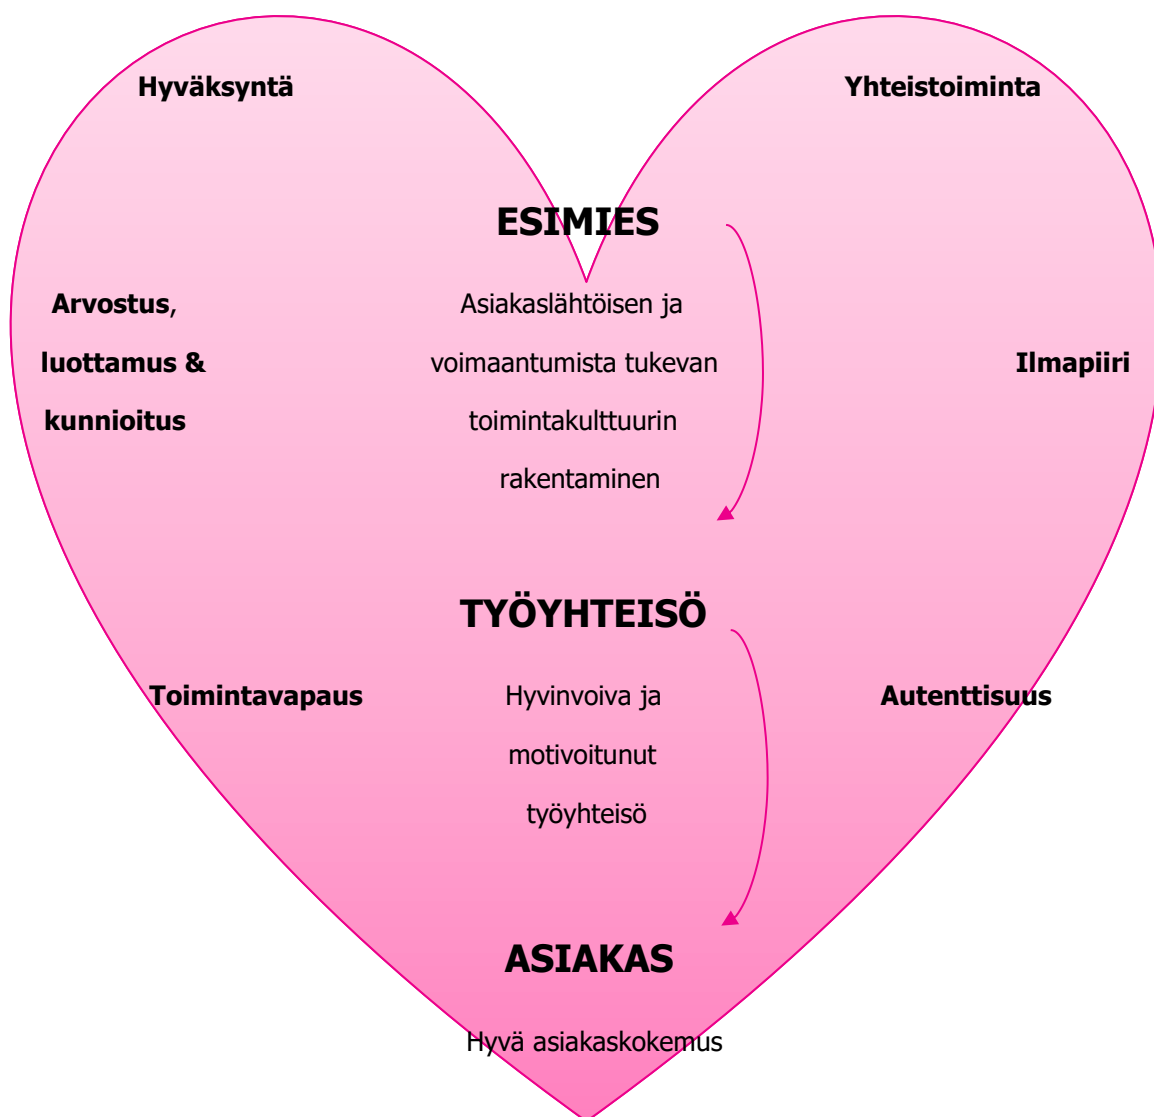 Hyväksyntä
Yhteistoiminta
ESIMIES
Arvostus,
luottamus &
kunnioitus
Asiakaslähtöisen ja
voimaantumista tukevan
toimintakulttuurin
rakentaminen
Ilmapiiri
TYÖYHTEISÖ
Toimintavapaus
Hyvinvoiva ja
motivoitunut
työyhteisö
Autenttisuus
ASIAKAS
Hyvä asiakaskokemus